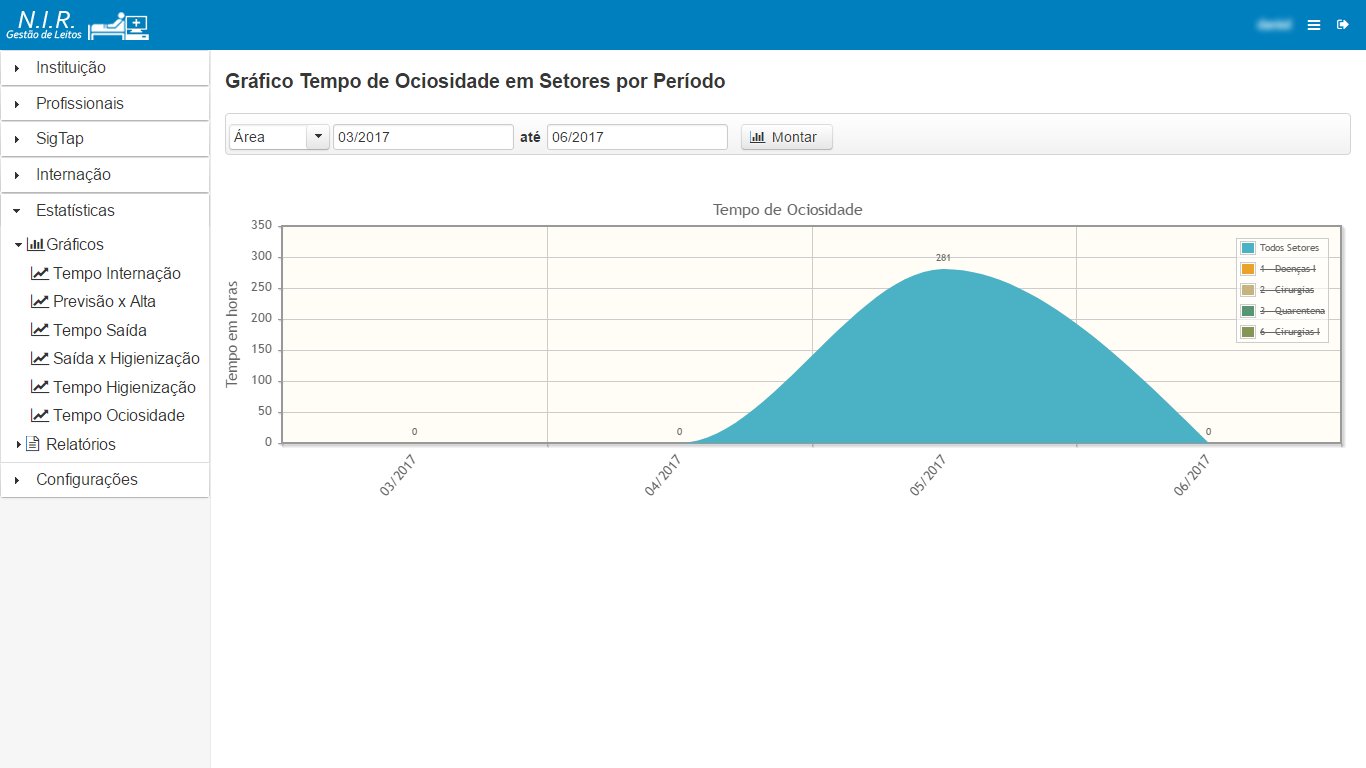 N.I.R.
Gestão de Leitos
Instituição
Profissionais
SigTap
Internação
Estatísticas
Gráficos
Tempo Internação
Previsão x Alta
Tempo Saída
Saída x Higienização
Tempo Higienização
Tempo Ociosidade
Relatórios
Configurações
Gráfico Tempo de Ociosidade em Setores por Período
Área 03/2017 até 06/2017 Montar
Tempo de Ociosidade
Tempo em horas
350
300
250
200
150
100
50
0
0 0 281 0
03/2017 04/2017 05/2017 06/2017
Todos Setores
1 - Doenças I
2 - Cirurgias
3 - Quarentena
6 - Cirurgias I